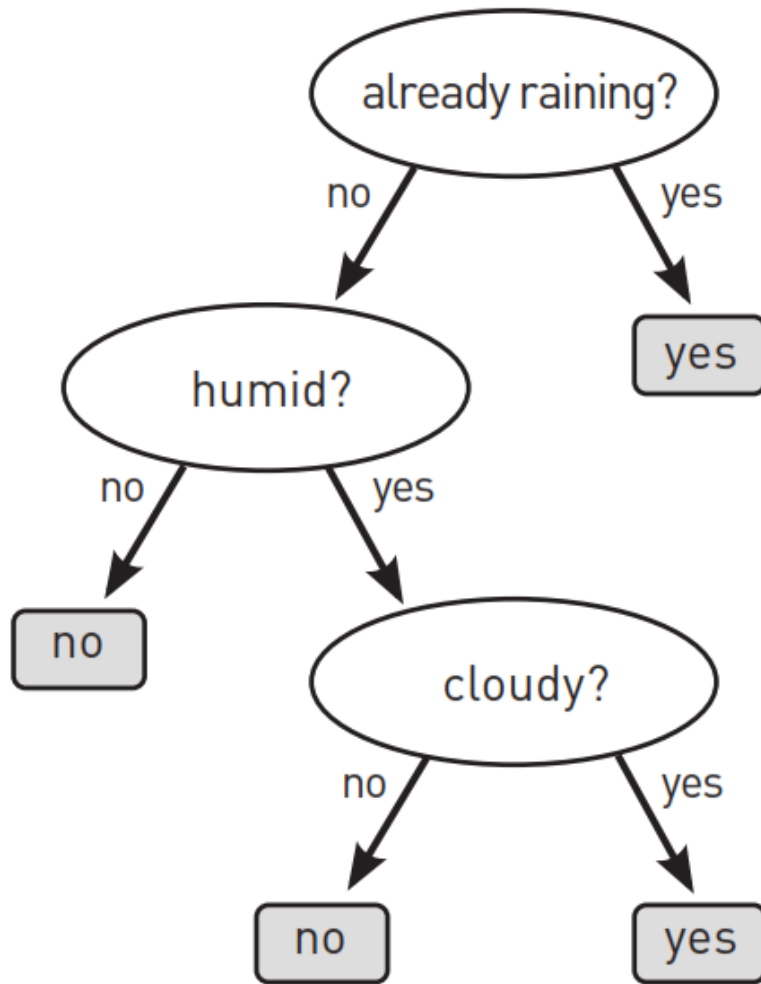 already raining?
no
yes
yes
humid?
no
yes
no
cloudy?
no
yes
no
yes